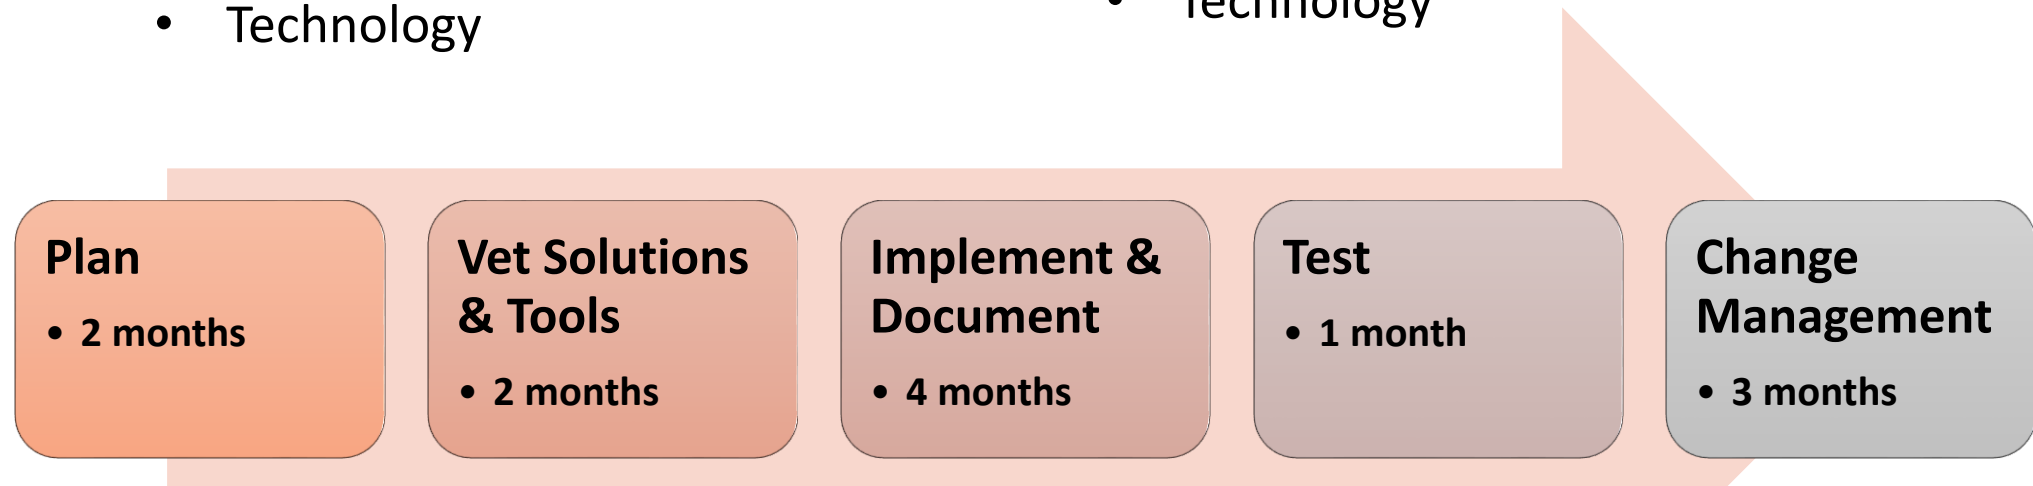 • Technology
• Technology
Plan
• 2 months
Vet Solutions
& Tools
• 2 months
Implement &
Document
• 4 months
Test
• 1 month
Change
Management
• 3 months